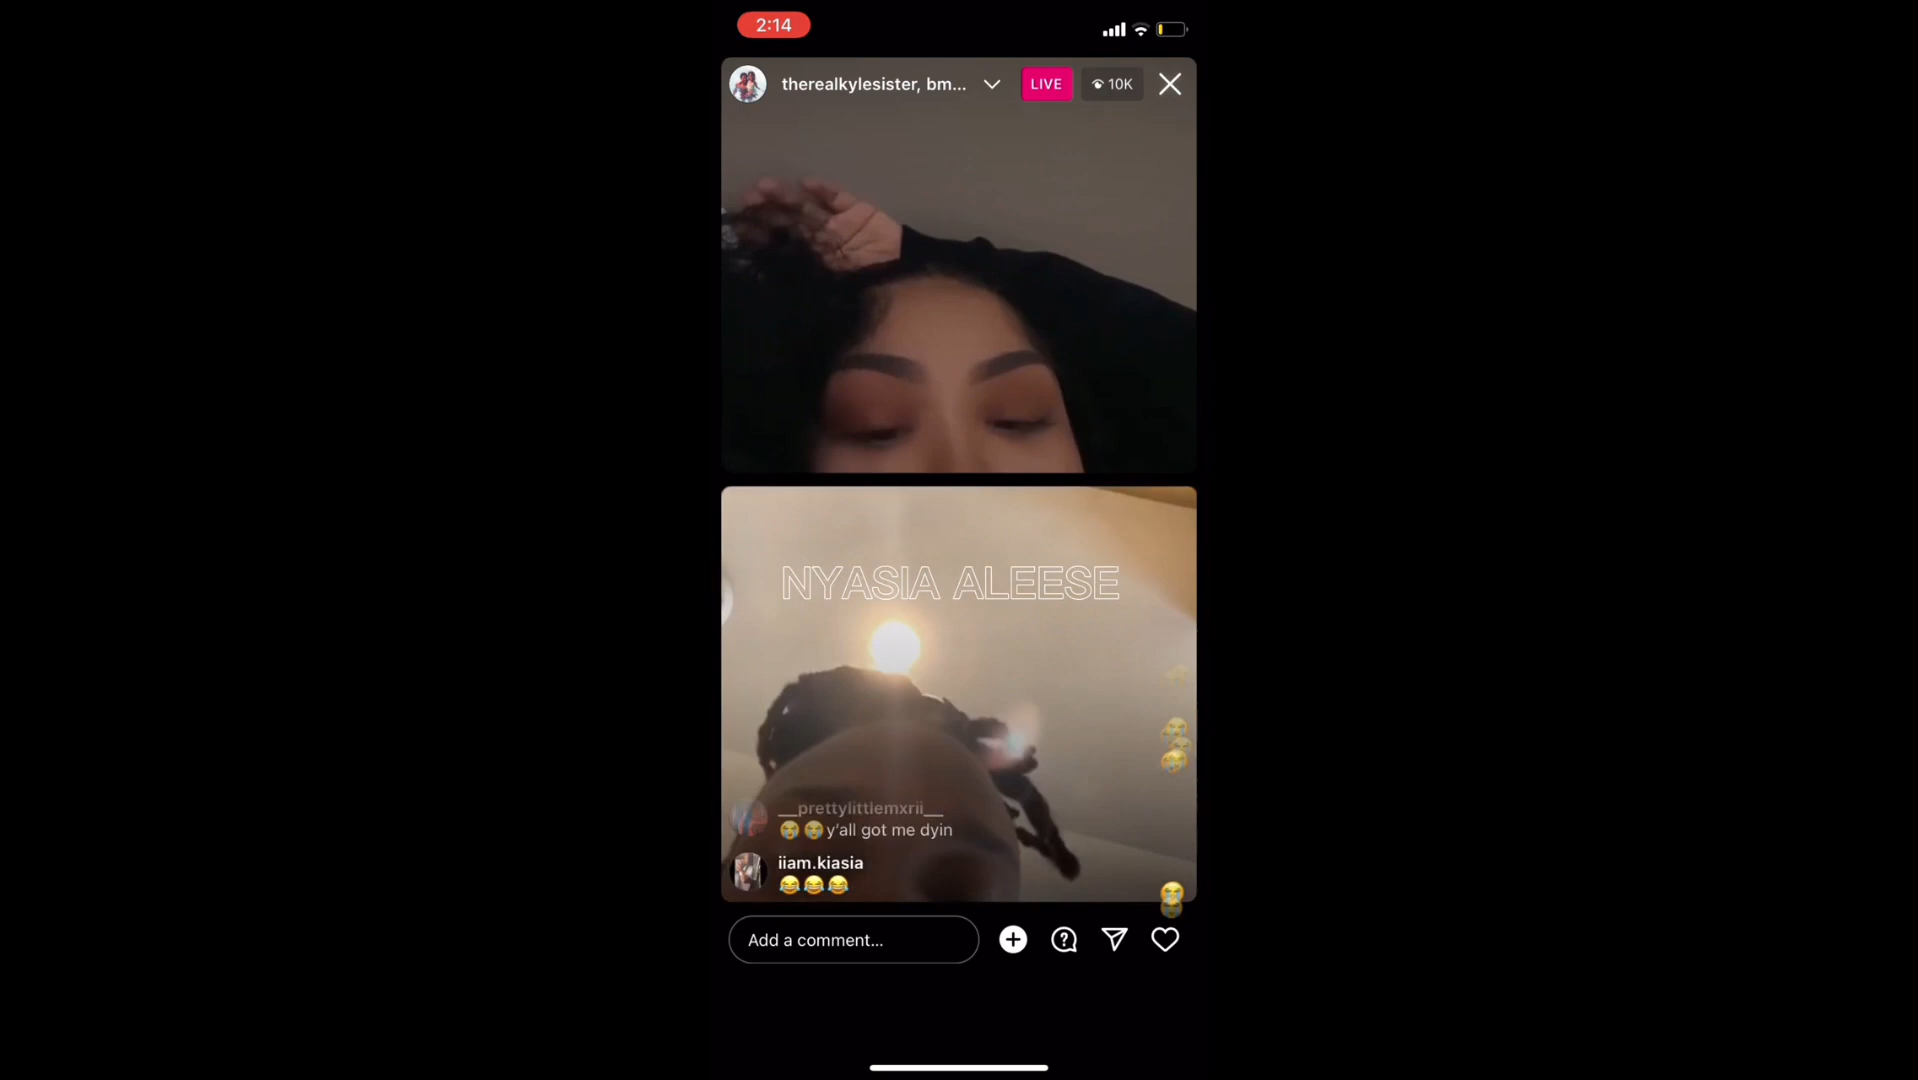 2:14
therealkylesister, bm...
LIVE
10K
NYASIA ALEESE
__prettylittlemxrii__
😭😭y'all got me dyin
iiam.kiasia
😂😂😂
Add a comment...